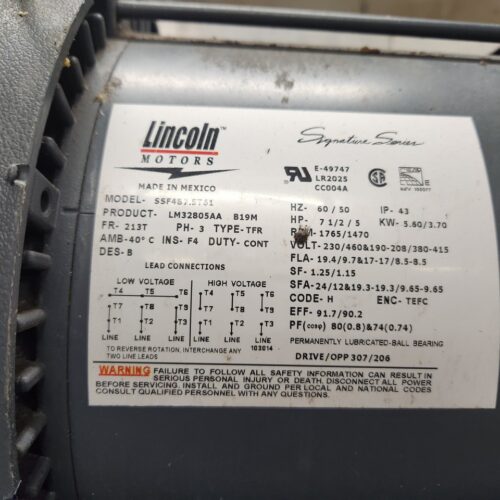 Lincoln™
MOTORS
MADE IN MEXICO
Signature Series
E-49747
LR2025
CC004A
MODEL- SSF4B7.5T61
PRODUCT- LM32805AA B19M
FR- 213T PH- 3 TYPE-TFR
AMB-40°C INS- F4 DUTY- CONT
DES-B
HZ- 60/50 IP- 43
HP- 7 1/2/5 KW- 5.60/3.70
RPM-1765/1470
VOLT-230/460&190-208/380-415
FLA- 19.4/9.7&17-17/8.5-8.5
SF- 1.25/1.15
SFA-24/12&19.3-19.3/9.65-9.65
CODE- H ENC- TEFC
EFF- 91.7/90.2
PF(cosφ) 80(0.8)&74(0.74)
PERMANENTLY LUBRICATED-BALL BEARING
DRIVE/OPP 307/206
LEAD CONNECTIONS
LOW VOLTAGE HIGH VOLTAGE
T4 T5 T6 T4 T5 T6
T7 T8 T9 T7 T8 T9
T1 T2 T3 T1 T2 T3
LINE LINE LINE LINE LINE LINE
TO REVERSE ROTATION, INTERCHANGE ANY
TWO LINE LEADS
103014
WARNING FAILURE TO FOLLOW ALL SAFETY INFORMATION CAN RESULT IN
SERIOUS PERSONAL INJURY OR DEATH. DISCONNECT ALL POWER
BEFORE SERVICING. INSTALL AND GROUND PER LOCAL AND NATIONAL CODES
CONSULT QUALIFIED PERSONNEL WITH ANY QUESTIONS.